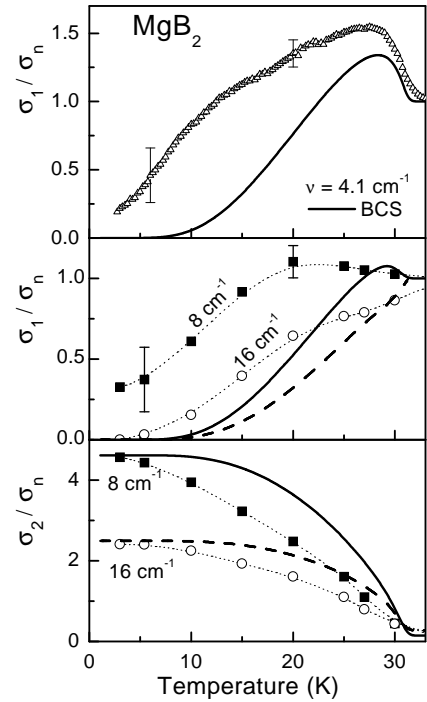 MgB₂
σ₁ / σₙ
1.5
1.0
0.5
0.0
ν = 4.1 cm⁻¹
BCS
σ₁ / σₙ
1.0
0.5
0.0
8 cm⁻¹
16 cm⁻¹
σ₂ / σₙ
4
2
0
8 cm⁻¹
16 cm⁻¹
0 10 20 30
Temperature (K)